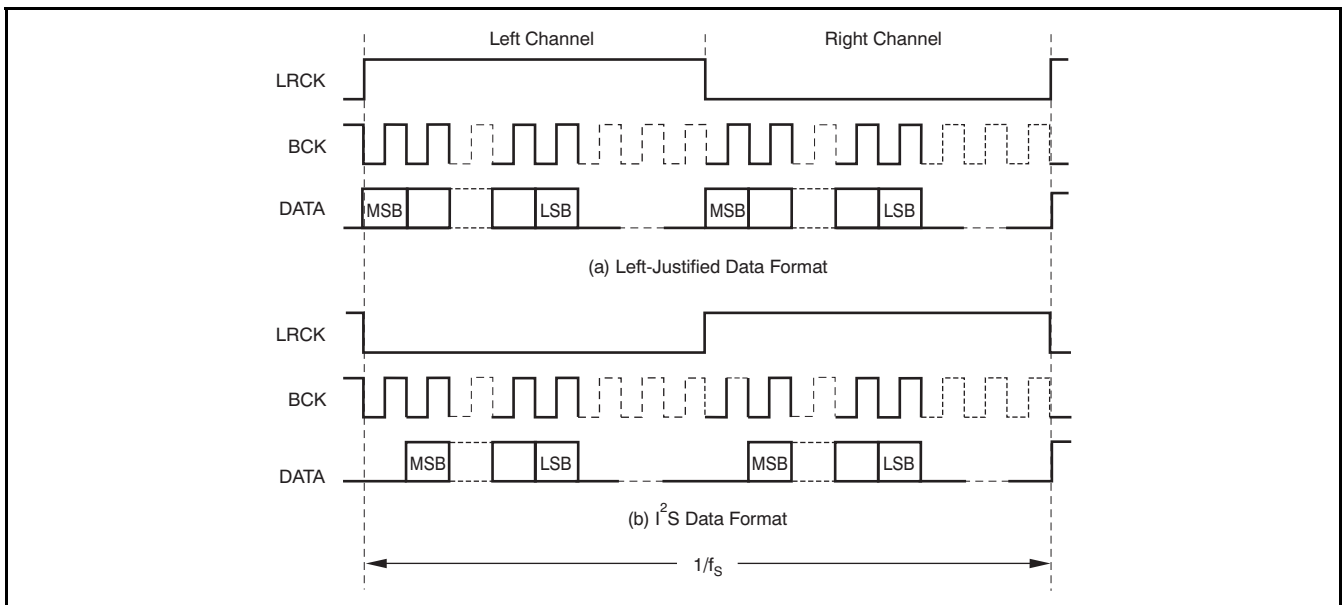 Left Channel Right Channel
LRCK
BCK
DATA MSB LSB MSB LSB
(a) Left-Justified Data Format
LRCK
BCK
DATA MSB LSB MSB LSB
(b) I²S Data Format
1/fS